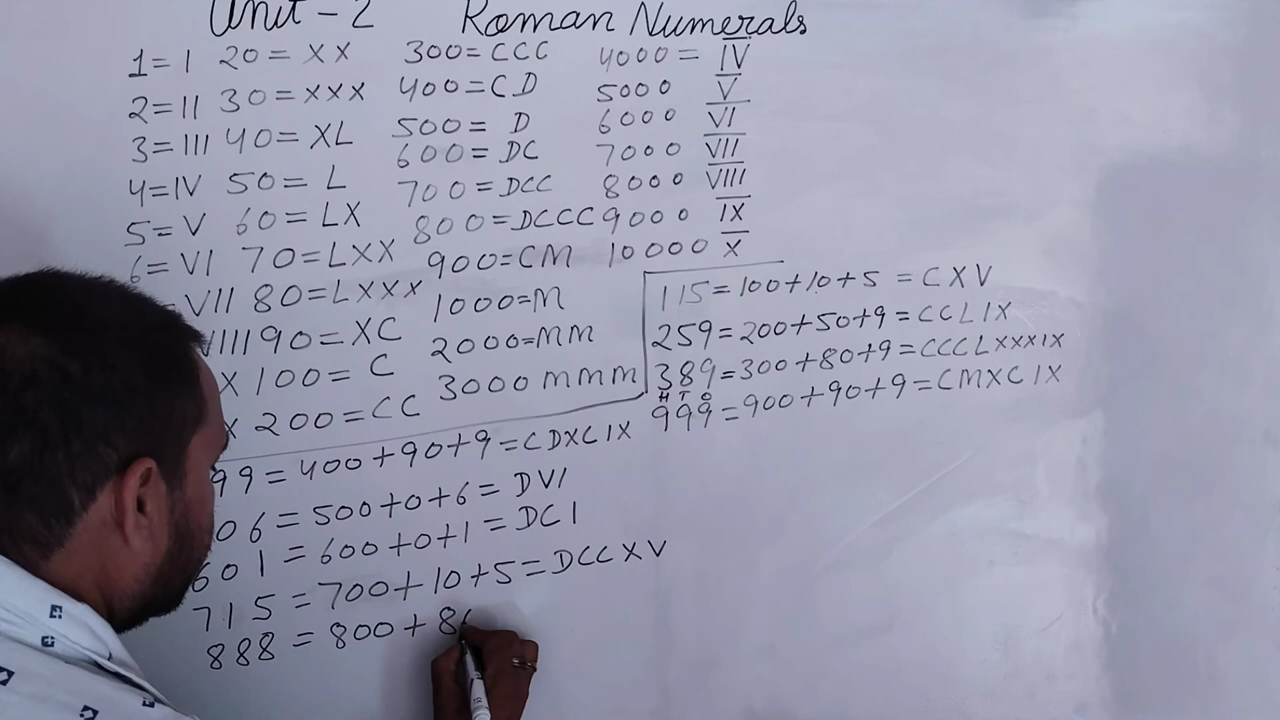 Unit - 2 Roman Numerals
1 = I 20 = XX 300 = CCC 4000 = I̅V̅
2 = II 30 = XXX 400 = CD 5000 V̅
3 = III 40 = XL 500 = D 6000 V̅I̅
4 = IV 50 = L 600 = DC 7000 V̅I̅I̅
5 = V 60 = LX 700 = DCC 8000 V̅I̅I̅I̅
6 = VI 70 = LXX 800 = DCCC 9000 I̅X̅
= VII 80 = LXXX 900 = CM 10000 X̅
VIII 90 = XC 1000 = M
X 100 = C 2000 = MM
X 200 = CC 3000 MMM
115 = 100 + 10 + 5 = CXV
259 = 200 + 50 + 9 = CCLIX
389 = 300 + 80 + 9 = CCCLXXXIX
H T O
999 = 900 + 90 + 9 = CMXCIX
99 = 400 + 90 + 9 = CDXCIX
06 = 500 + 0 + 6 = DVI
601 = 600 + 0 + 1 = DCI
715 = 700 + 10 + 5 = DCCXV
888 = 800 + 8